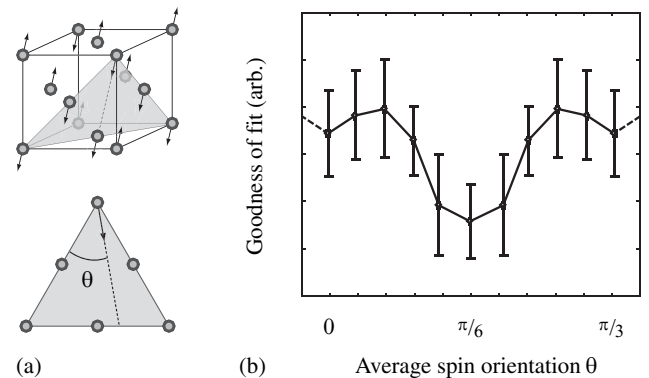 θ
(a)
Goodness of fit (arb.)
0
π/6
π/3
(b)
Average spin orientation θ